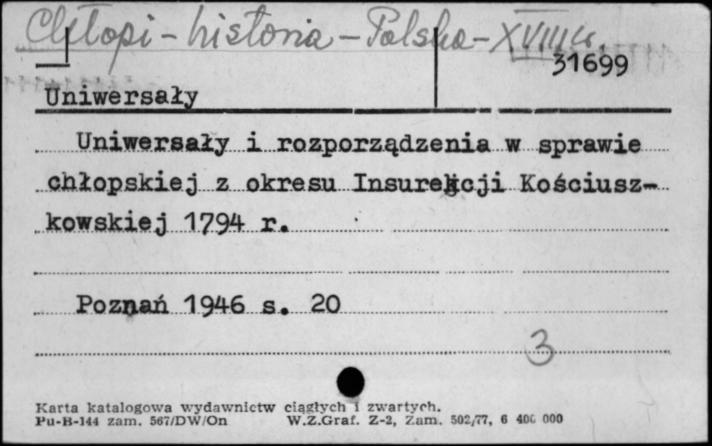 Chłopi - historia - Polska - XVIII w.
31699
Uniwersały
Uniwersały i rozporządzenia w sprawie
chłopskiej z okresu Insurekcji Kościusz-
kowskiej 1794 r.
Poznań 1946 s. 20
3
Karta katalogowa wydawnictw ciągłych i zwartych.
Pu-B-144 zam. 567/DW/On W.Z.Graf. Z-2, Zam. 502/77, 6 400 000